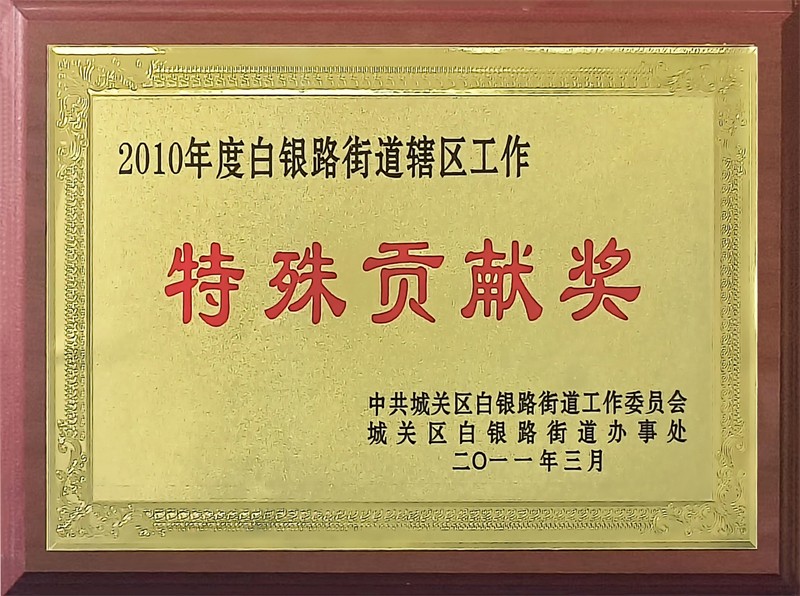 2010年度白银路街道辖区工作
特殊贡献奖
中共城关区白银路街道工作委员会
城关区白银路街道办事处
二〇一一年三月